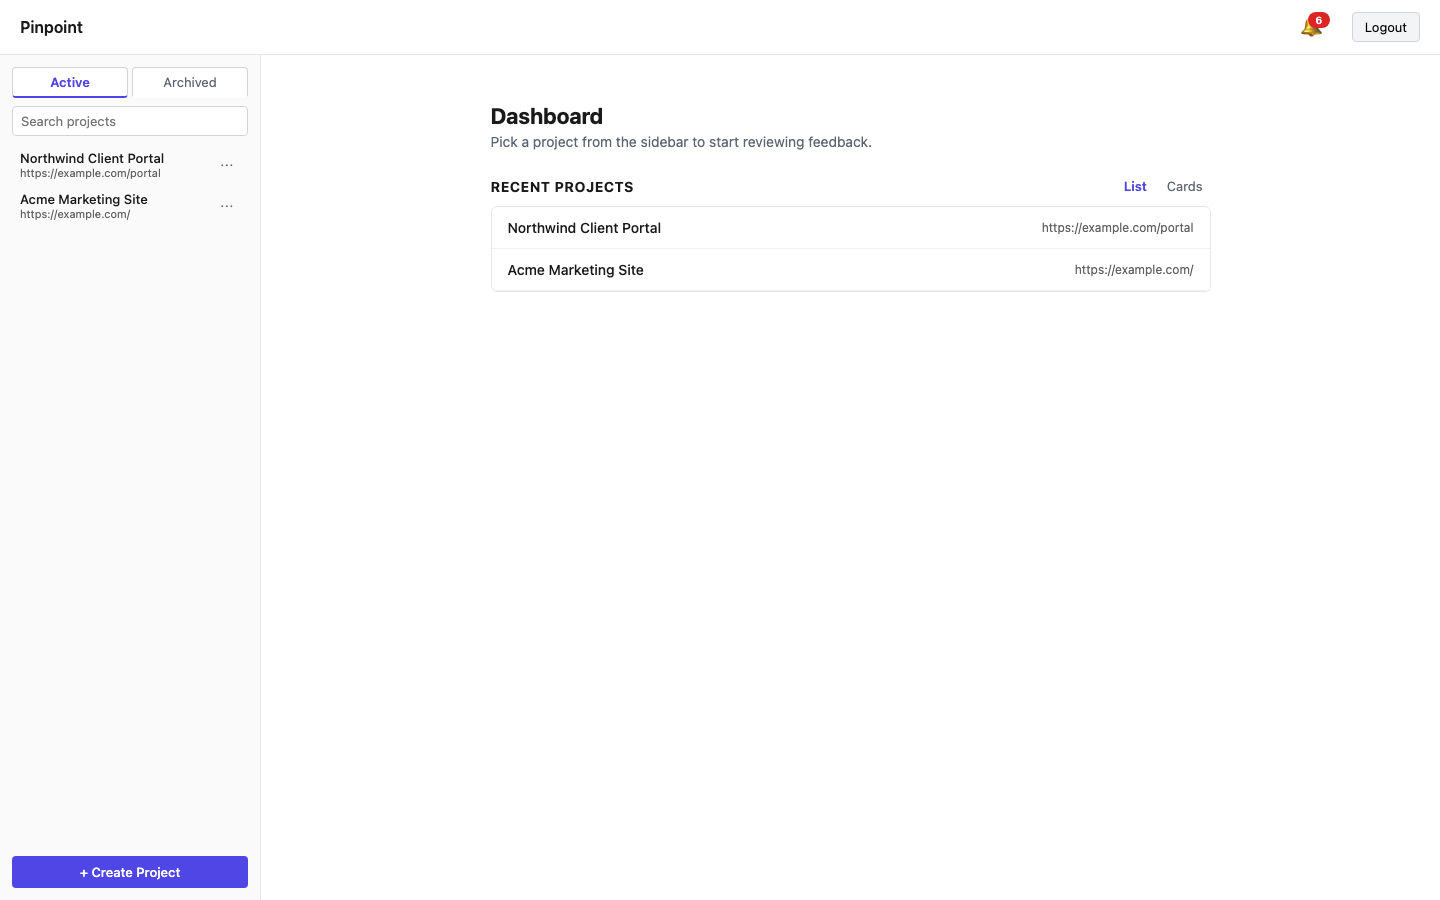 Pinpoint
6
Logout
Active
Archived
Search projects
Northwind Client Portal
https://example.com/portal
...
Acme Marketing Site
https://example.com/
...
+ Create Project
Dashboard
Pick a project from the sidebar to start reviewing feedback.
RECENT PROJECTS
List
Cards
Northwind Client Portal
https://example.com/portal
Acme Marketing Site
https://example.com/